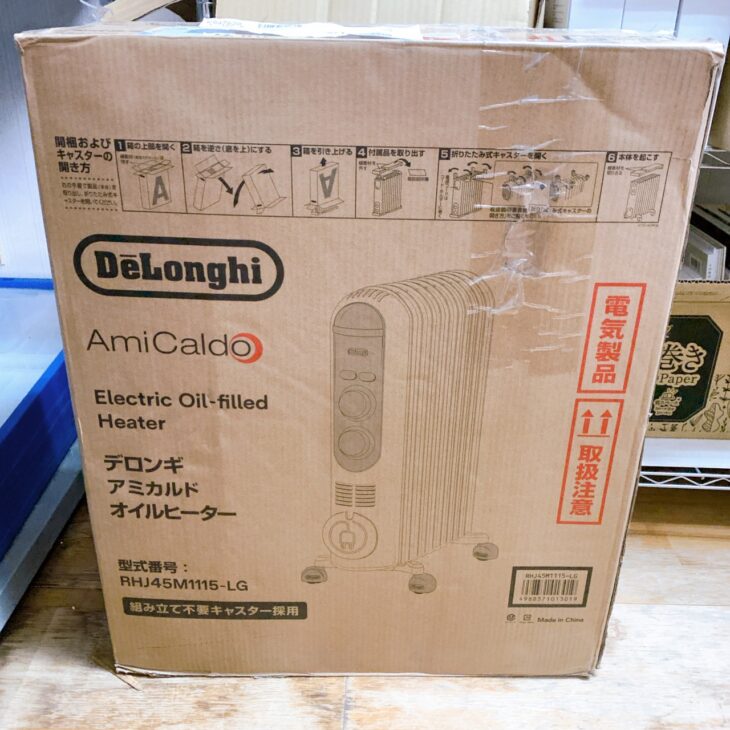 開梱および
キャスターの
開き方
1 箱の上部を開く
2 箱を逆さ(底を上)にする
3 箱を引き上げる
4 付属品を取り出す
5 折りたたみ式キャスターを開く
6 本体を起こす
A
A
DeLonghi
AmiCaldo
Electric Oil-filled
Heater
デロンギ
アミカルド
オイルヒーター
型式番号：
RHJ45M1115-LG
組み立て不要キャスター採用
電気製品
取扱注意
RHJ45M1115-LG
Made in China
巻き
Paper